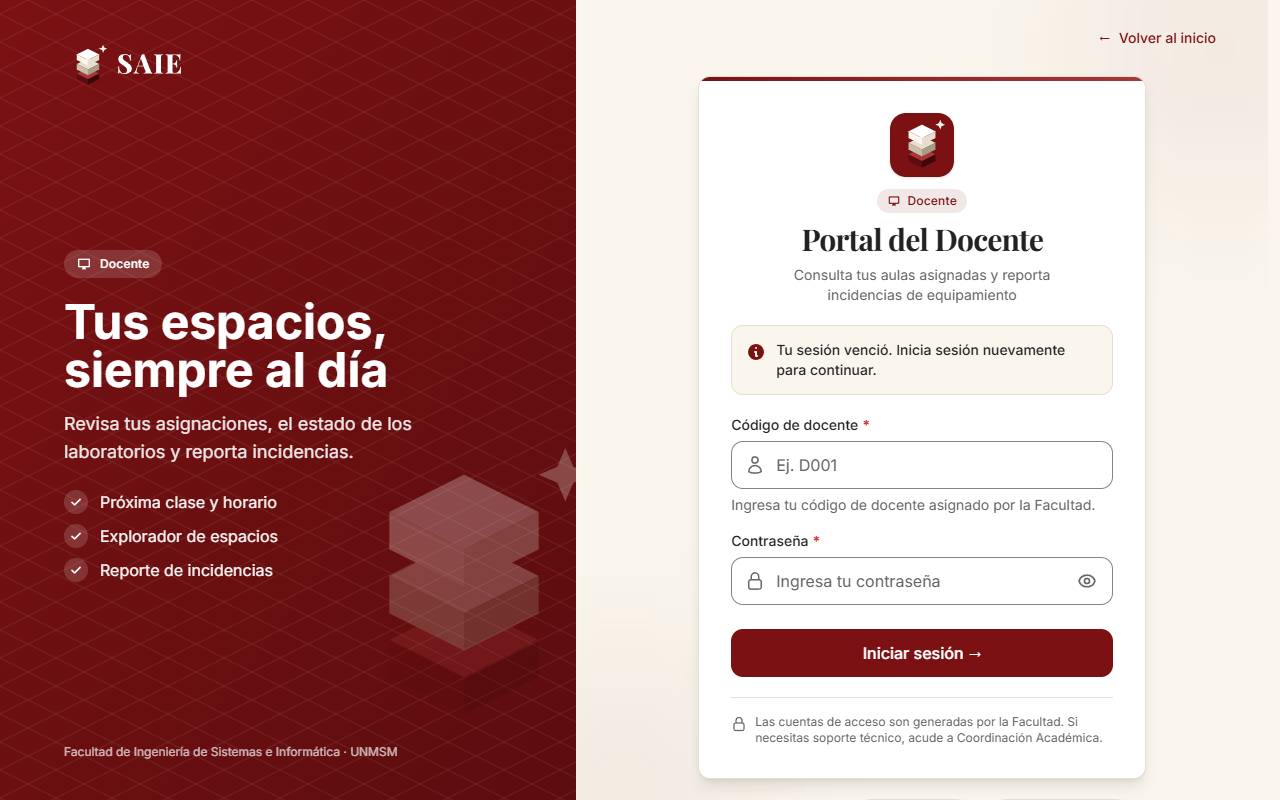 SAIE
Docente
Tus espacios,
siempre al día
Revisa tus asignaciones, el estado de los
laboratorios y reporta incidencias.
Próxima clase y horario
Explorador de espacios
Reporte de incidencias
Facultad de Ingeniería de Sistemas e Informática · UNMSM
← Volver al inicio
Docente
Portal del Docente
Consulta tus aulas asignadas y reporta
incidencias de equipamiento
Tu sesión venció. Inicia sesión nuevamente
para continuar.
Código de docente *
Ej. D001
Ingresa tu código de docente asignado por la Facultad.
Contraseña *
Ingresa tu contraseña
Iniciar sesión →
Las cuentas de acceso son generadas por la Facultad. Si
necesitas soporte técnico, acude a Coordinación Académica.